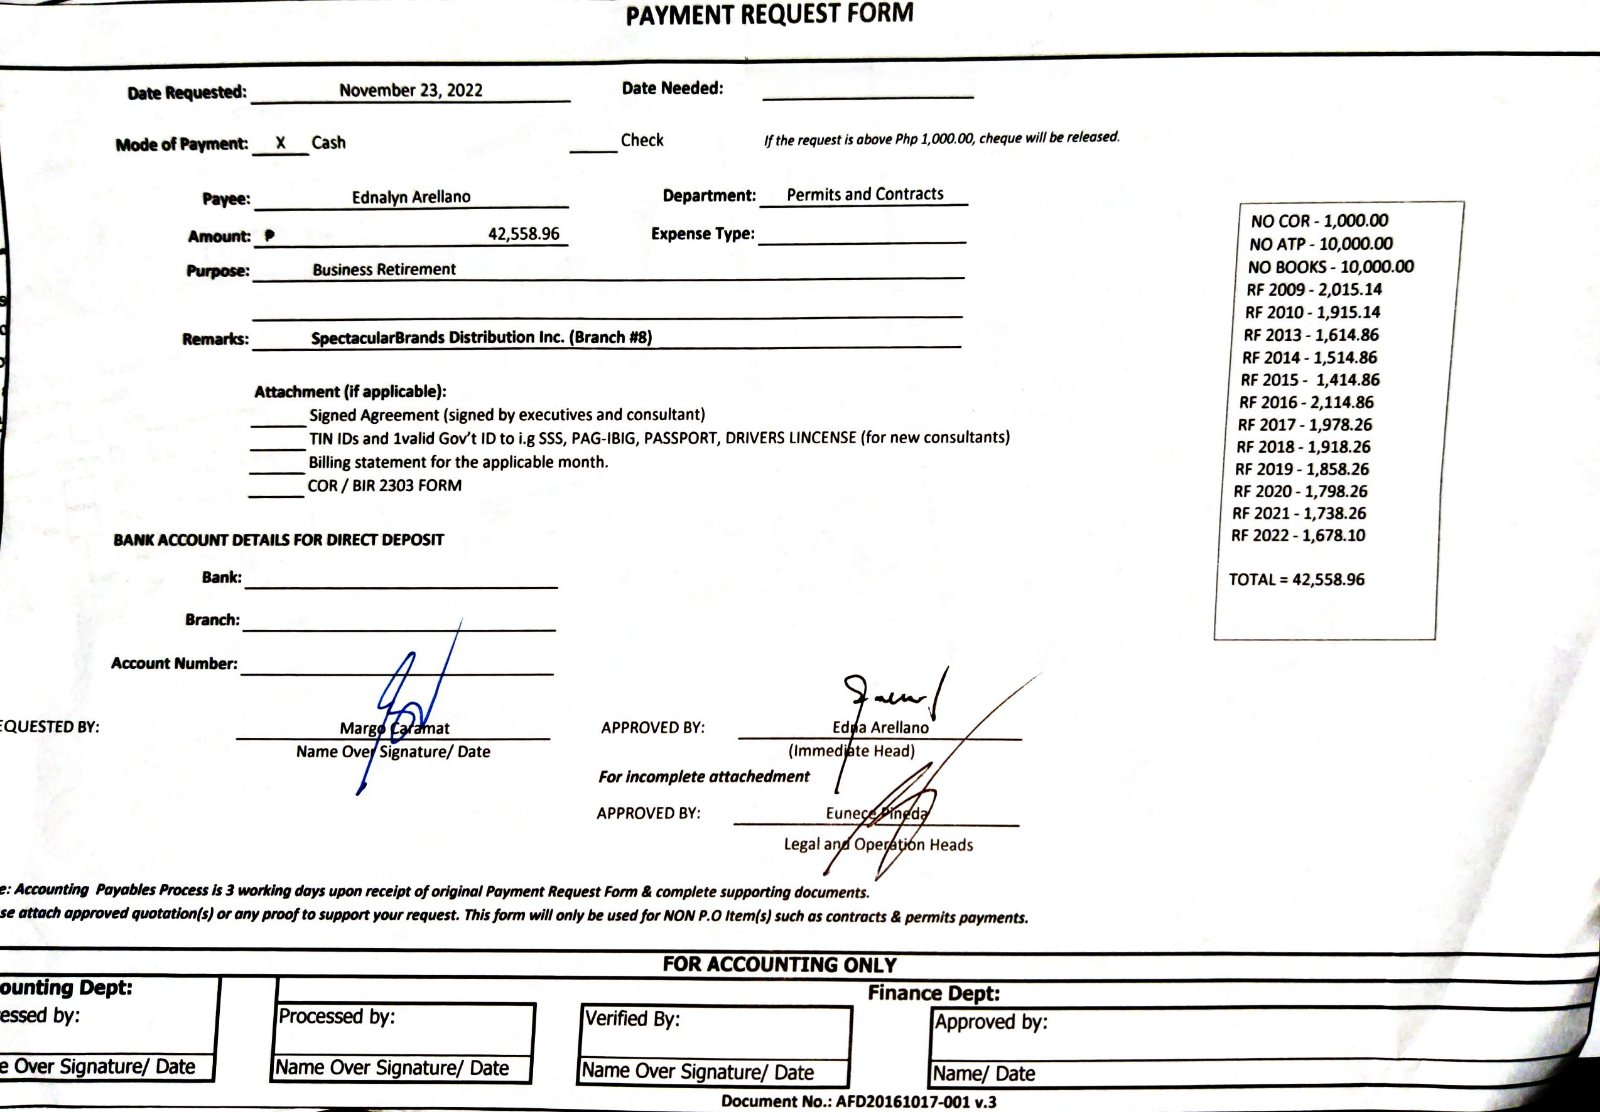 PAYMENT REQUEST FORM
Date Requested: November 23, 2022 Date Needed:
Mode of Payment: X Cash Check If the request is above Php 1,000.00, cheque will be released.
Payee: Ednalyn Arellano Department: Permits and Contracts
Amount: ₱ 42,558.96 Expense Type:
Purpose: Business Retirement
Remarks: SpectacularBrands Distribution Inc. (Branch #8)
NO COR - 1,000.00
NO ATP - 10,000.00
NO BOOKS - 10,000.00
RF 2009 - 2,015.14
RF 2010 - 1,915.14
RF 2013 - 1,614.86
RF 2014 - 1,514.86
RF 2015 - 1,414.86
RF 2016 - 2,114.86
RF 2017 - 1,978.26
RF 2018 - 1,918.26
RF 2019 - 1,858.26
RF 2020 - 1,798.26
RF 2021 - 1,738.26
RF 2022 - 1,678.10
TOTAL = 42,558.96
Attachment (if applicable):
Signed Agreement (signed by executives and consultant)
TIN IDs and 1valid Gov't ID to i.g SSS, PAG-IBIG, PASSPORT, DRIVERS LINCENSE (for new consultants)
Billing statement for the applicable month.
COR / BIR 2303 FORM
BANK ACCOUNT DETAILS FOR DIRECT DEPOSIT
Bank:
Branch:
Account Number:
EQUESTED BY: Margo Caramat APPROVED BY: Edna Arellano
Name Over Signature/ Date (Immediate Head)
For incomplete attachedment
APPROVED BY: Eunece Pineda
Legal and Operation Heads
e: Accounting Payables Process is 3 working days upon receipt of original Payment Request Form & complete supporting documents.
se attach approved quotation(s) or any proof to support your request. This form will only be used for NON P.O Item(s) such as contracts & permits payments.
FOR ACCOUNTING ONLY
ounting Dept: Finance Dept:
essed by: Processed by: Verified By: Approved by:
e Over Signature/ Date Name Over Signature/ Date Name Over Signature/ Date Name/ Date
Document No.: AFD20161017-001 v.3